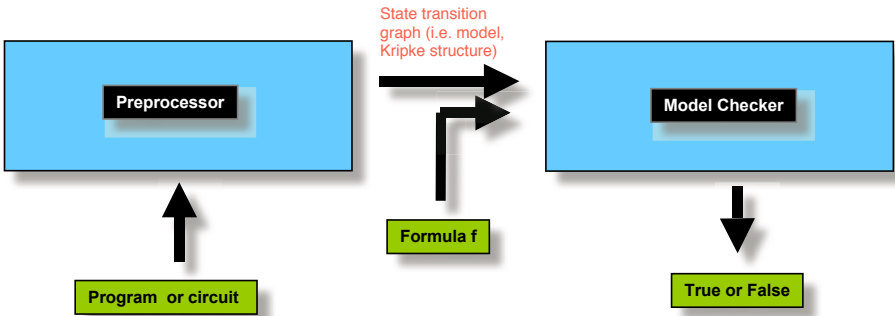 State transition
graph (i.e. model,
Kripke structure)
Preprocessor
Model Checker
Formula f
Program or circuit
True or False